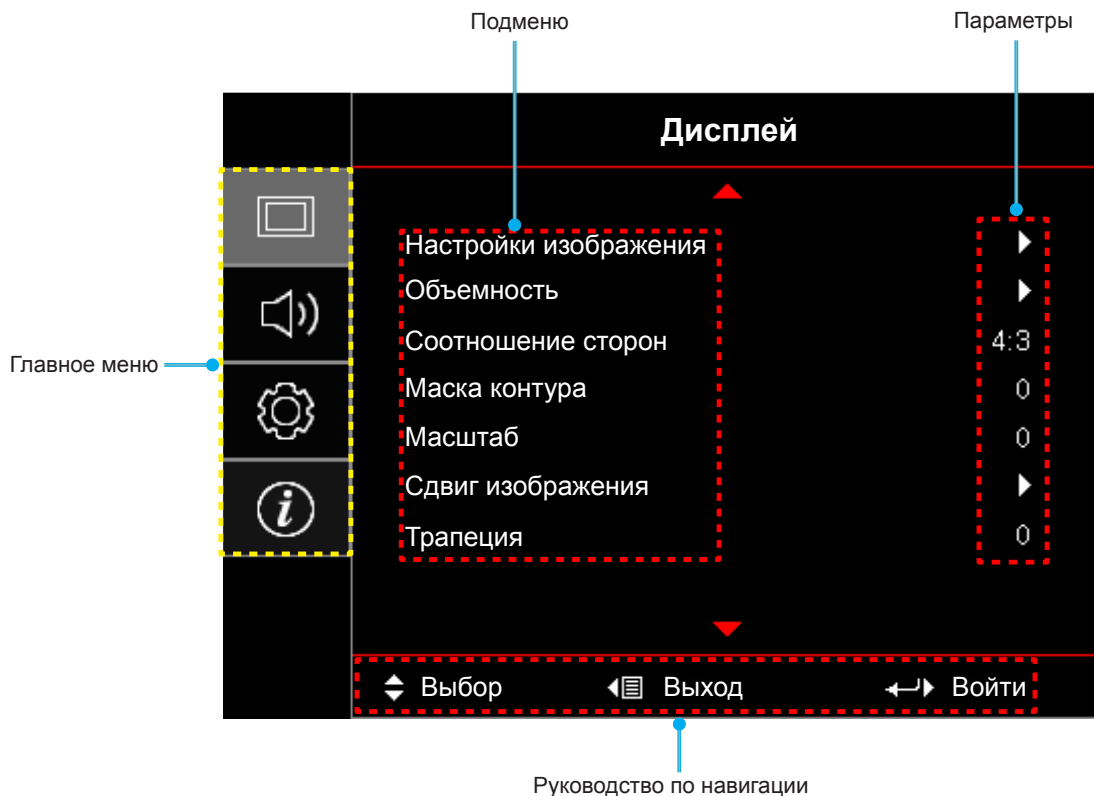 Подменю
Параметры
Дисплей
Настройки изображения
Объемность
Соотношение сторон 4:3
Маска контура 0
Масштаб 0
Сдвиг изображения
Трапеция 0
Главное меню
i
Выбор Выход Войти
Руководство по навигации